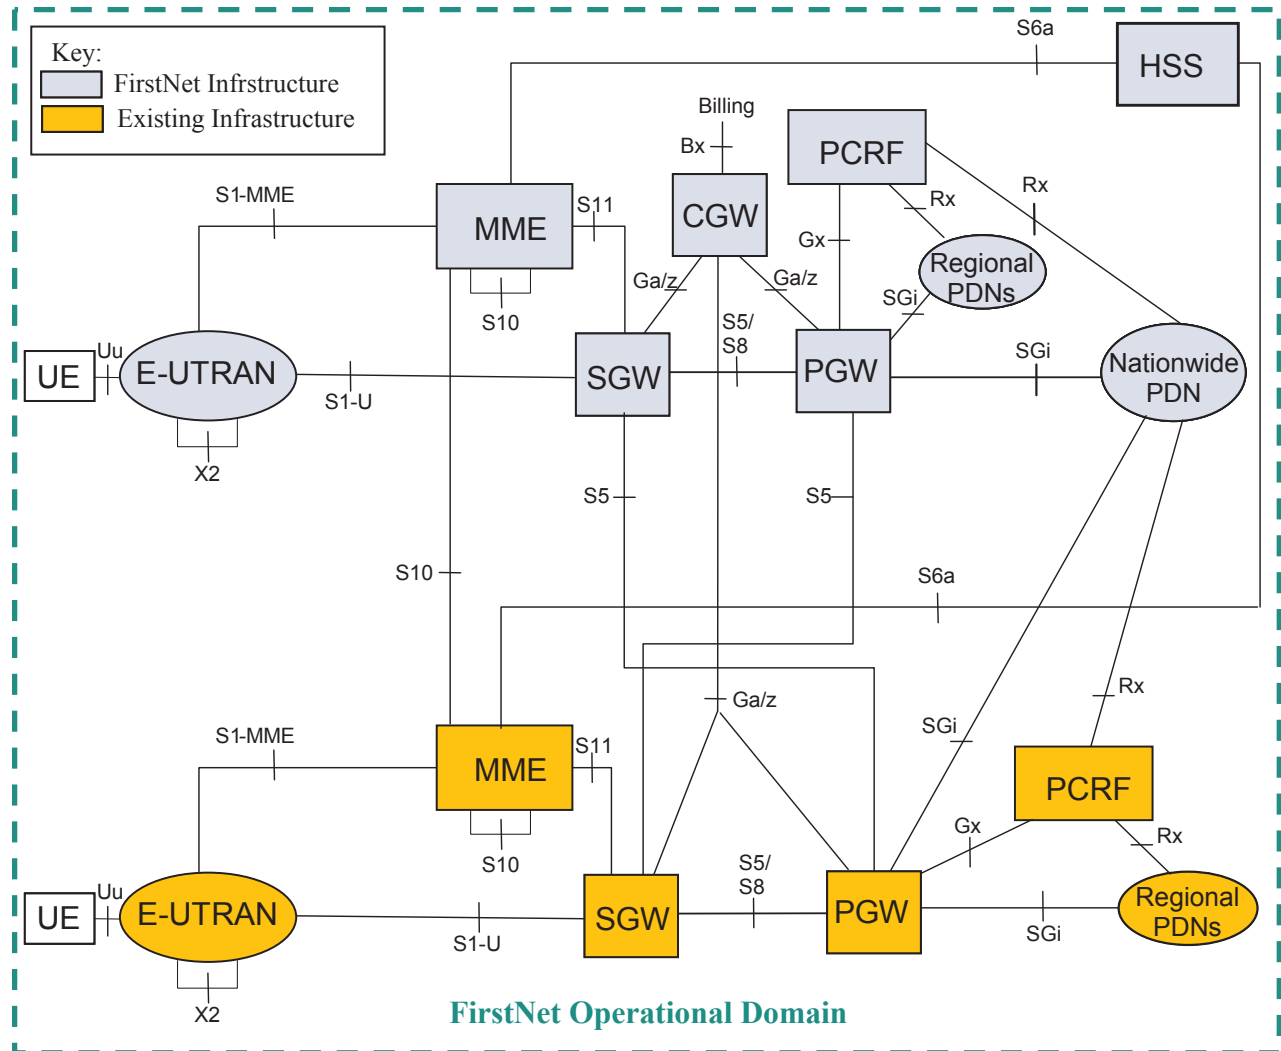 Key:
FirstNet Infrstructure
Existing Infrastructure
S6a
HSS
Billing
Bx
PCRF
S1-MME
MME
S11
CGW
Rx
Rx
Gx
Regional
PDNs
Ga/z
Ga/z
SGi
S10
S5/
S8
Uu
UE
E-UTRAN
S1-U
SGW
PGW
SGi
Nationwide
PDN
X2
S5
S5
S10
S6a
Ga/z
Rx
SGi
S1-MME
MME
S11
PCRF
Gx
Rx
S10
S5/
S8
Uu
UE
E-UTRAN
S1-U
SGW
PGW
SGi
Regional
PDNs
X2
FirstNet Operational Domain